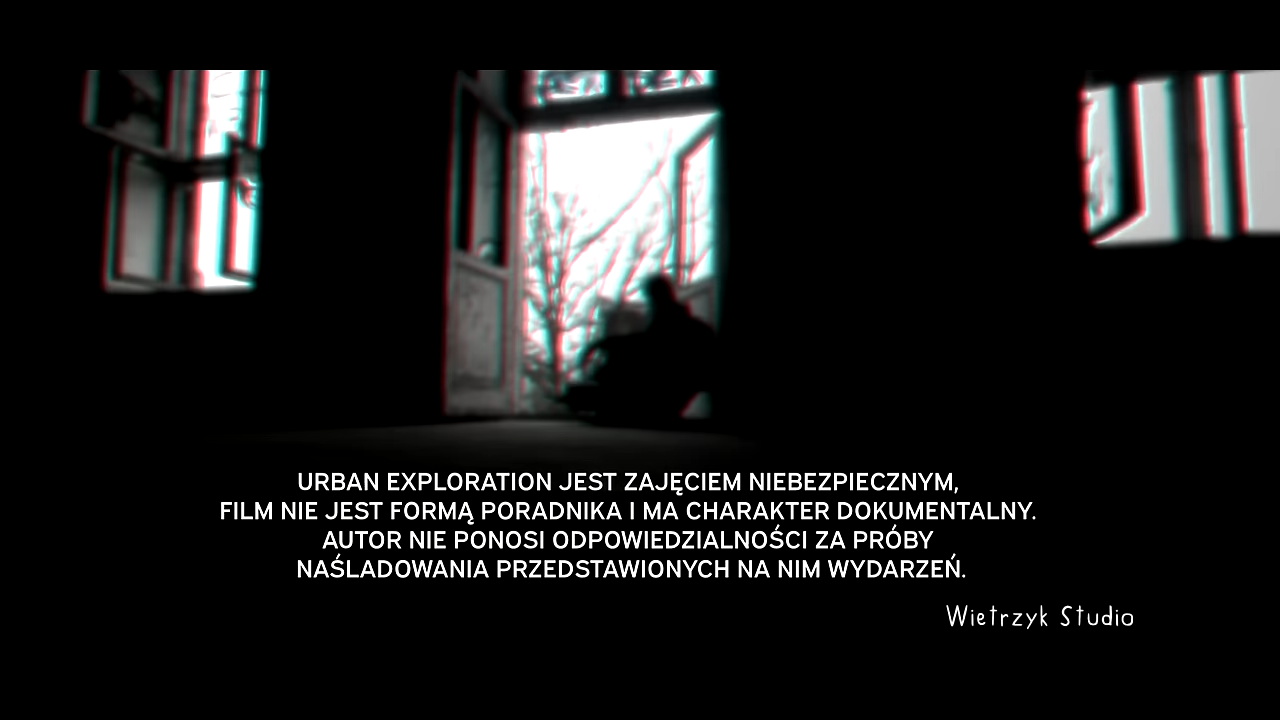 URBAN EXPLORATION JEST ZAJĘCIEM NIEBEZPIECZNYM,
FILM NIE JEST FORMĄ PORADNIKA I MA CHARAKTER DOKUMENTALNY.
AUTOR NIE PONOSI ODPOWIEDZIALNOŚCI ZA PRÓBY
NAŚLADOWANIA PRZEDSTAWIONYCH NA NIM WYDARZEŃ.
Wietrzyk Studio